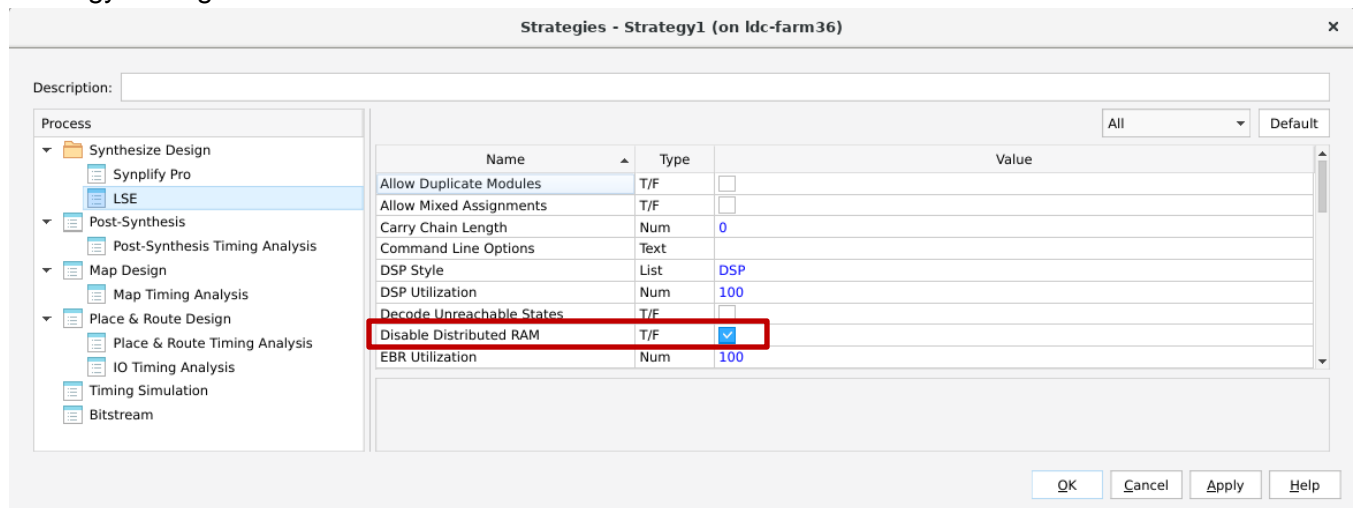 Strategies - Strategy1 (on ldc-farm36)
×
Description:
Process
All
Default
Synthesize Design
Synplify Pro
LSE
Post-Synthesis
Post-Synthesis Timing Analysis
Map Design
Map Timing Analysis
Place & Route Design
Place & Route Timing Analysis
IO Timing Analysis
Timing Simulation
Bitstream
Name Type Value
Allow Duplicate Modules T/F
Allow Mixed Assignments T/F
Carry Chain Length Num 0
Command Line Options Text
DSP Style List DSP
DSP Utilization Num 100
Decode Unreachable States T/F
Disable Distributed RAM T/F
EBR Utilization Num 100
OK Cancel Apply Help